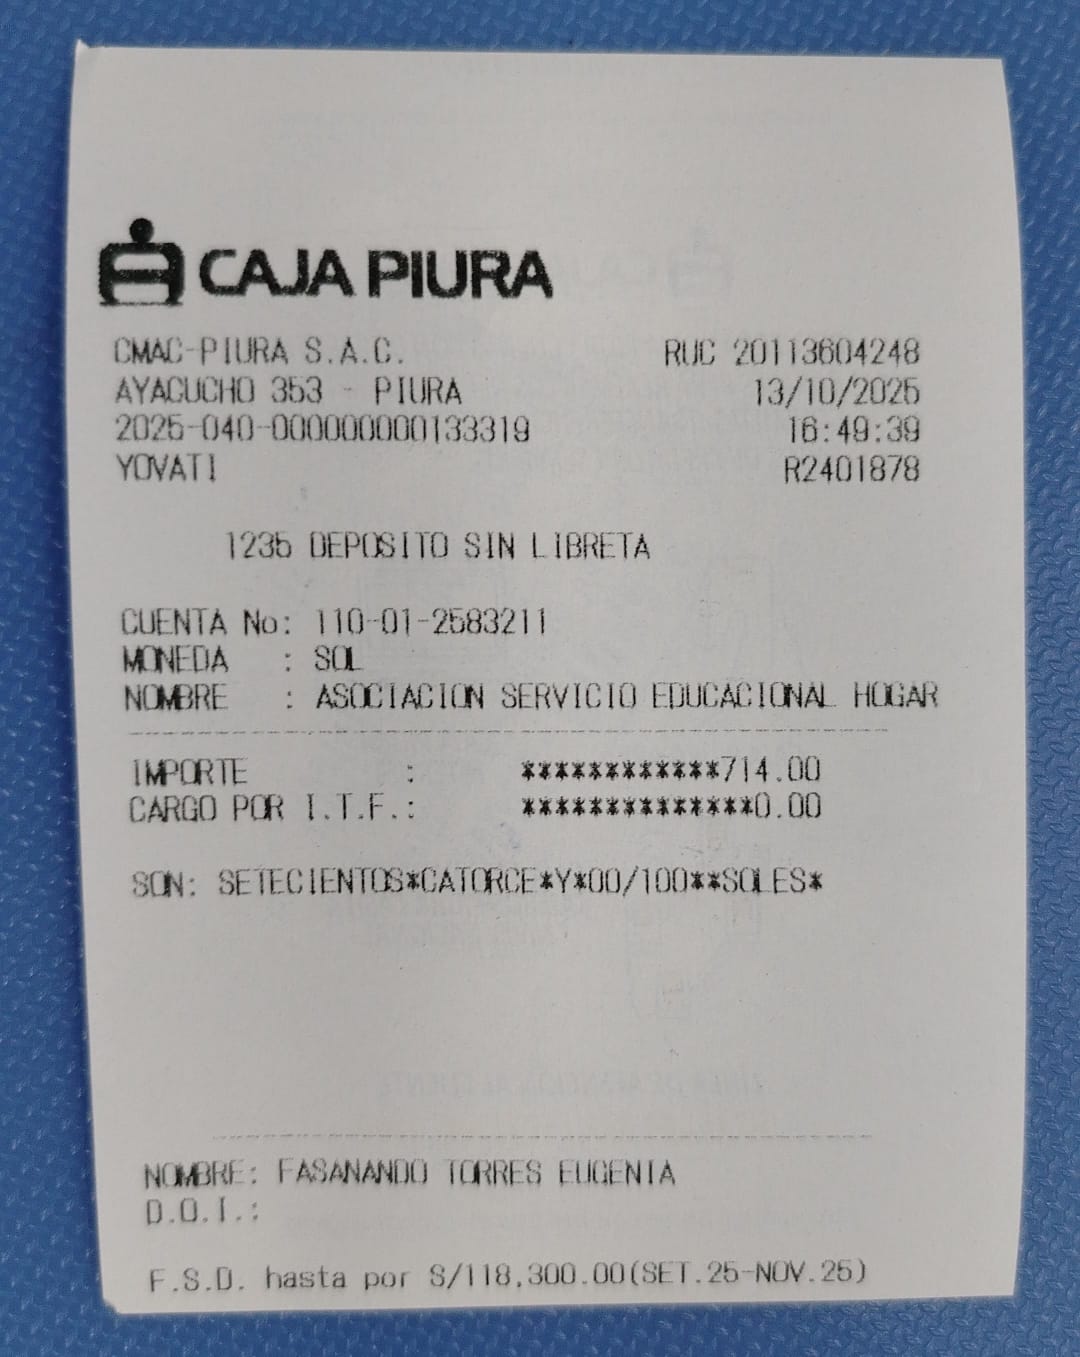 CAJA PIURA
CMAC-PIURA S.A.C. RUC 20113604248
AYACUCHO 353 - PIURA 13/10/2025
2025-040-000000000133319 16:49:39
YOVATI R2401878
1235 DEPOSITO SIN LIBRETA
CUENTA No: 110-01-2583211
MONEDA : SOL
NOMBRE : ASOCIACION SERVICIO EDUCACIONAL HOGAR
IMPORTE : ************714.00
CARGO POR I.T.F.: **************0.00
SON: SETECIENTOS*CATORCE*Y*00/100**SOLES*
NOMBRE: FASANANDO TORRES EUGENIA
D.O.I.:
F.S.D. hasta por S/118,300.00(SET.25-NOV.25)